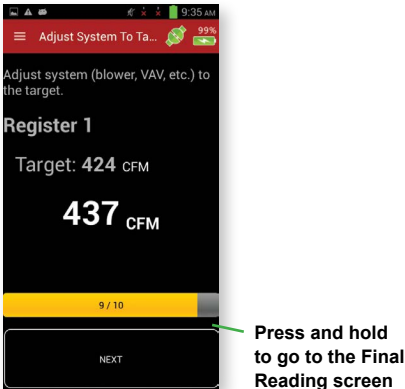 9:35 AM
Adjust System To Ta...
99%
Adjust system (blower, VAV, etc.) to
the target.
Register 1
Target: 424 CFM
437 CFM
9 / 10
NEXT
Press and hold
to go to the Final
Reading screen